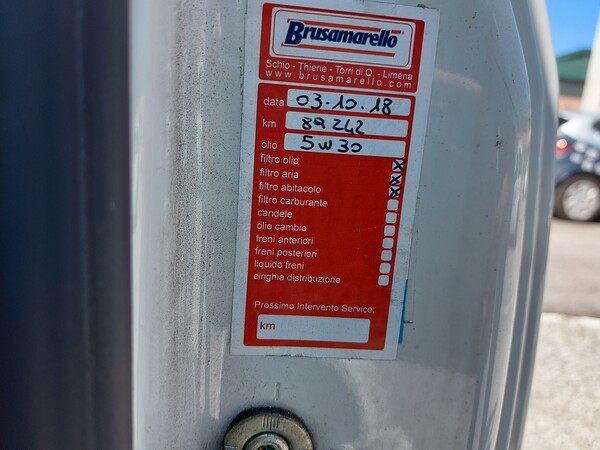 Brusamarello
Schio - Thiene - Torri di Q. - Limena
www.brusamarello.com
data 03.10.18
km 89242
olio 5W30
filtro olio X
filtro aria X
filtro abitacolo X
filtro carburante
candele
olio cambio
freni anteriori
freni posteriori
liquido freni
cinghia distribuzione
Prossimo Intervento Service:
km